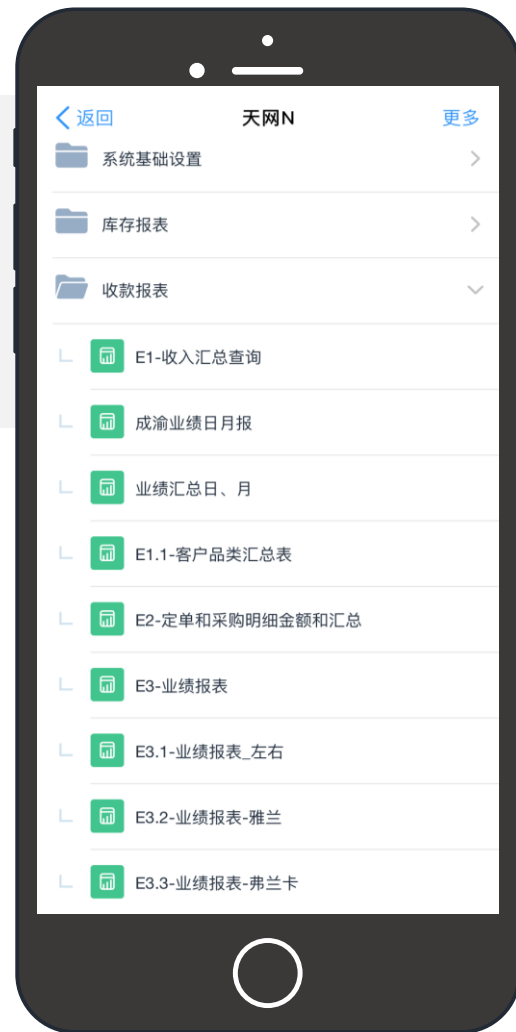 返回 天网N 更多
系统基础设置
库存报表
收款报表
E1-收入汇总查询
成渝业绩日月报
业绩汇总日、月
E1.1-客户品类汇总表
E2-定单和采购明细金额和汇总
E3-业绩报表
E3.1-业绩报表_左右
E3.2-业绩报表-雅兰
E3.3-业绩报表-弗兰卡